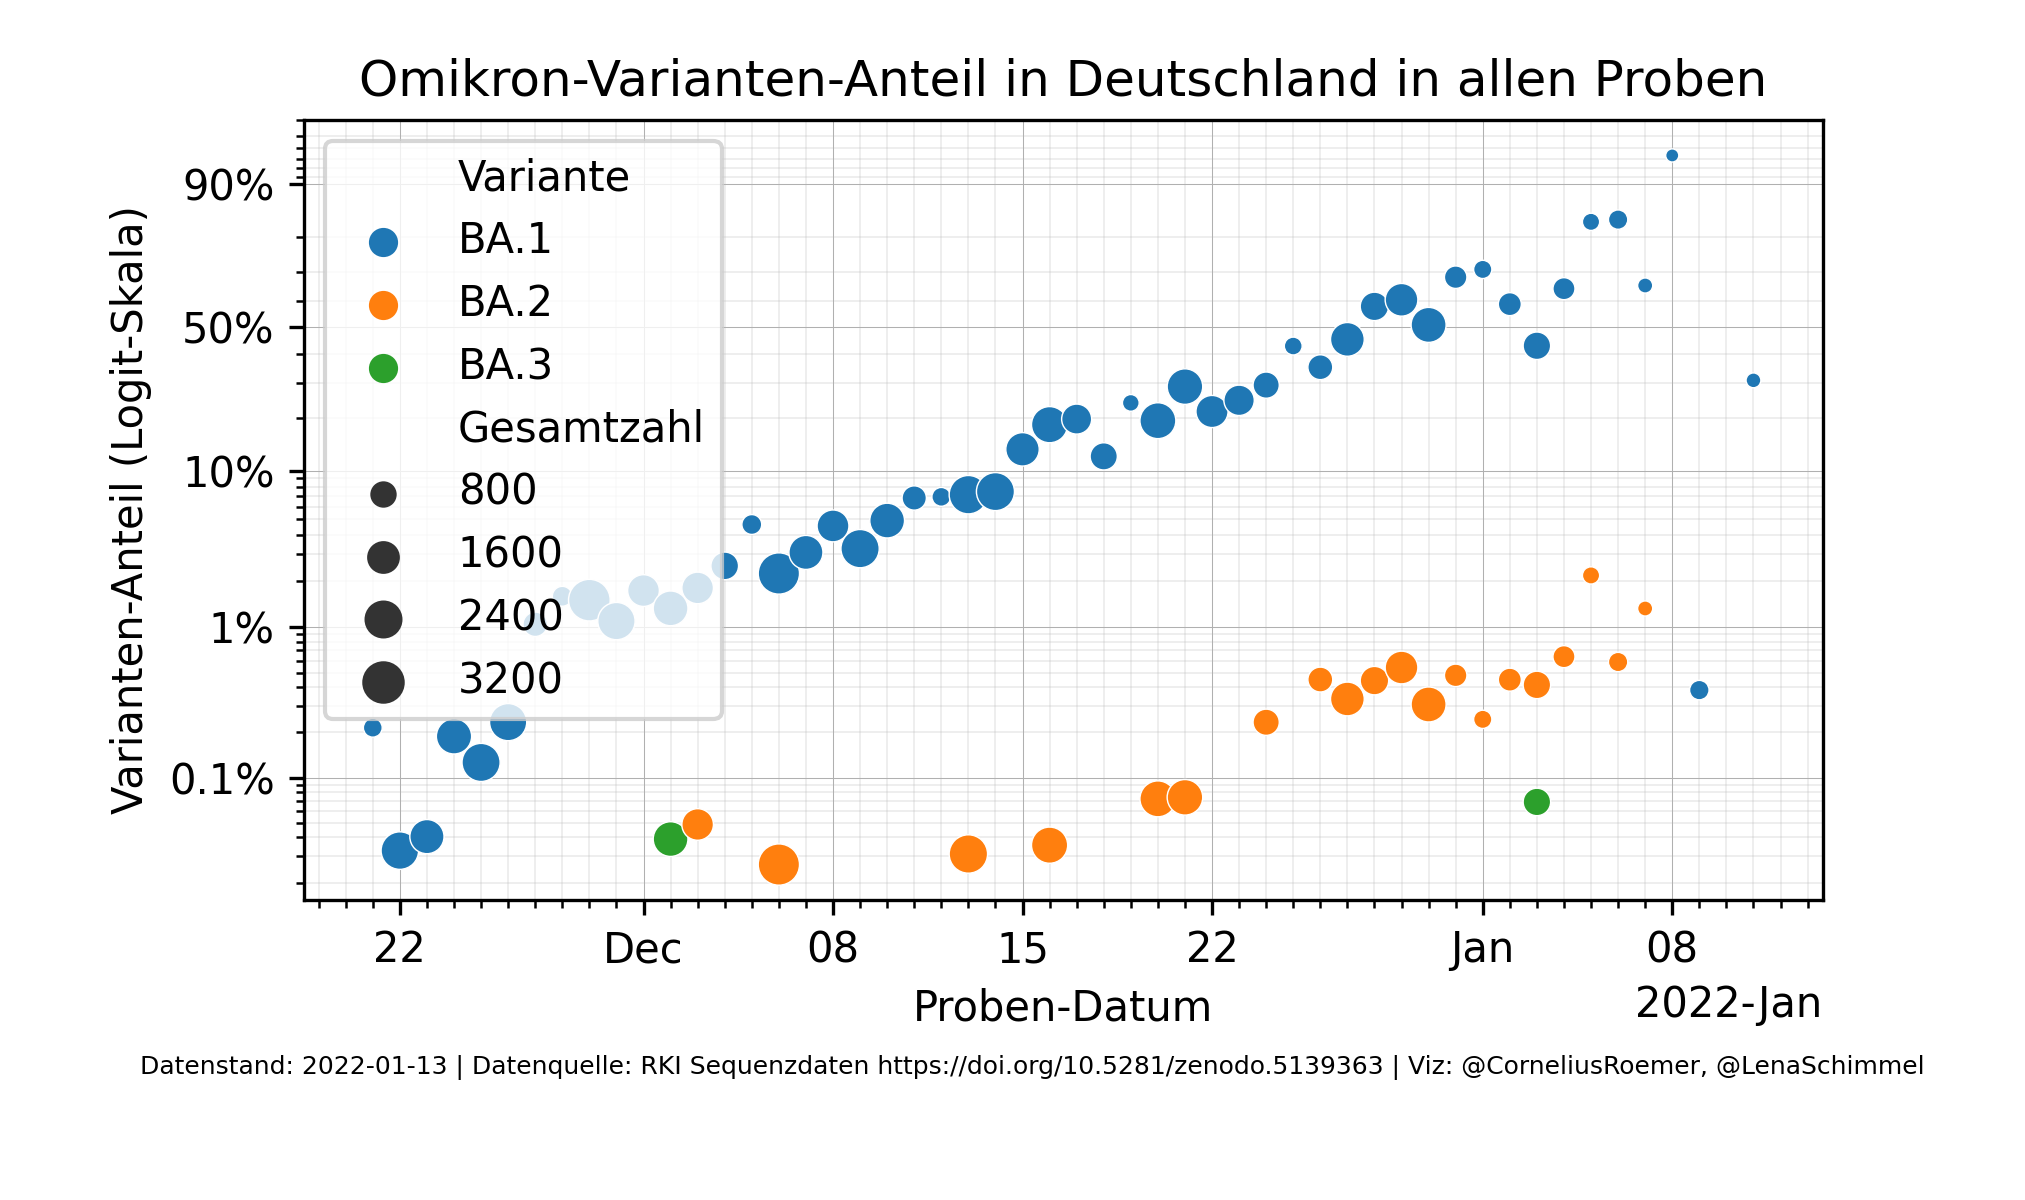 Omikron-Varianten-Anteil in Deutschland in allen Proben
Varianten-Anteil (Logit-Skala)
90%
50%
10%
1%
0.1%
Variante
BA.1
BA.2
BA.3
Gesamtzahl
800
1600
2400
3200
22 Dec 08 15 22 Jan 08
Proben-Datum
2022-Jan
Datenstand: 2022-01-13 | Datenquelle: RKI Sequenzdaten https://doi.org/10.5281/zenodo.5139363 | Viz: @CorneliusRoemer, @LenaSchimmel